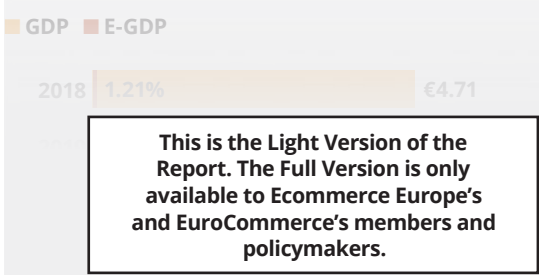 GDP E-GDP
2018 1.21% €4.71
This is the Light Version of the
Report. The Full Version is only
available to Ecommerce Europe’s
and EuroCommerce’s members and
policymakers.